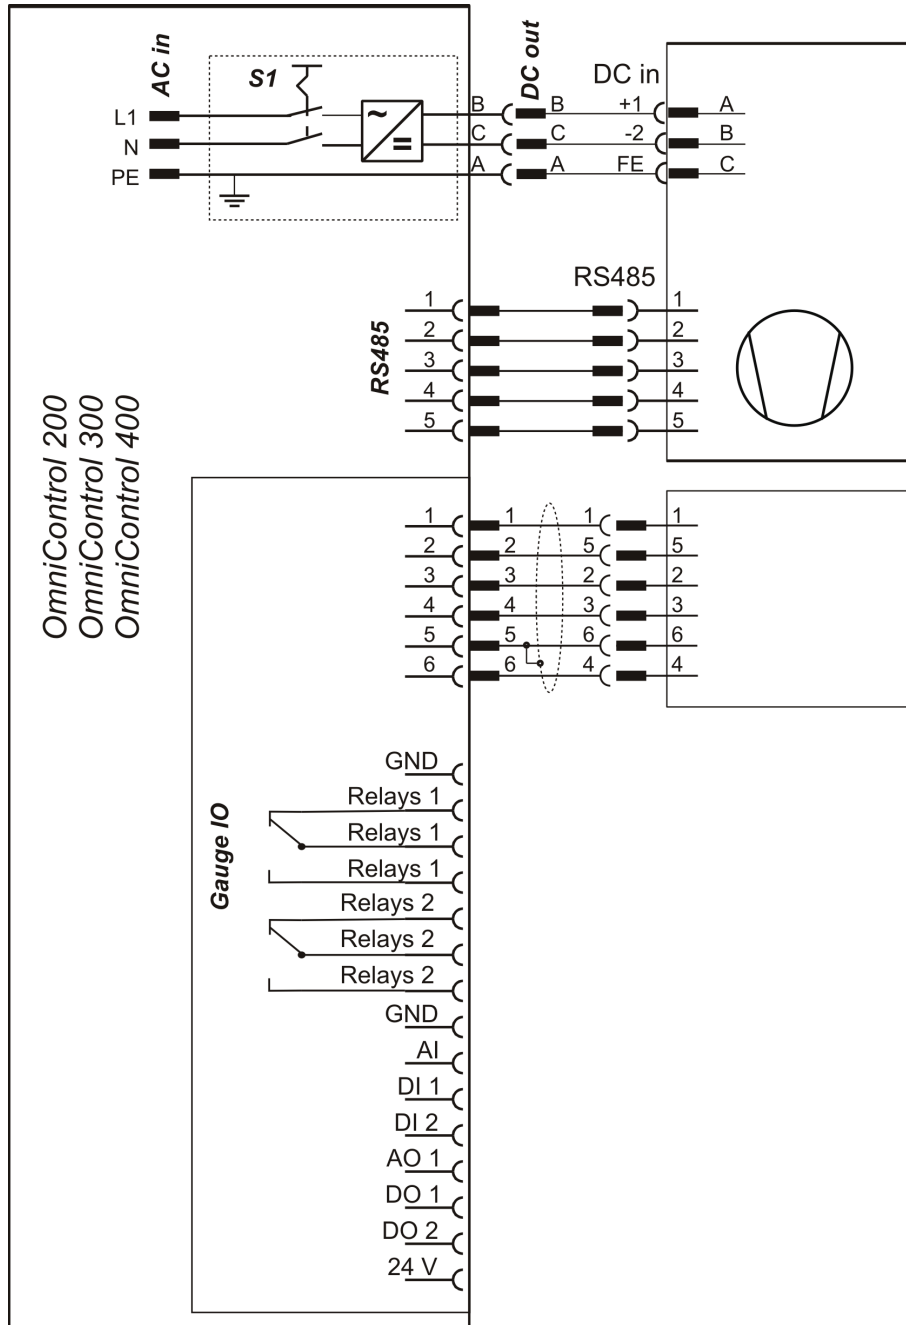 AC in
S1
DC out
DC in
L1
B
B
+1
A
N
C
C
-2
B
PE
A
A
FE
C
RS485
RS485
1
1
2
2
3
3
4
4
5
5
OmniControl 200
OmniControl 300
OmniControl 400
1
1
1
1
2
2
5
5
3
3
2
2
4
4
3
3
5
5
6
6
6
6
4
4
Gauge IO
GND
Relays 1
Relays 1
Relays 1
Relays 2
Relays 2
Relays 2
GND
AI
DI 1
DI 2
AO 1
DO 1
DO 2
24 V